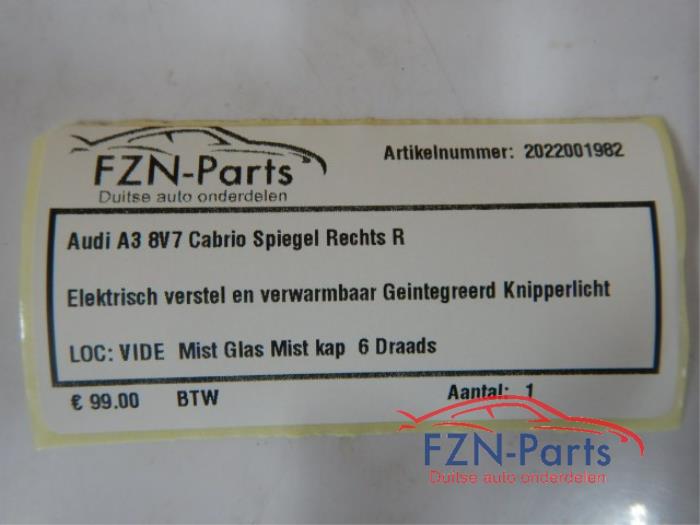 FZN-Parts
Duitse auto onderdelen
Artikelnummer: 2022001982
Audi A3 8V7 Cabrio Spiegel Rechts R
Elektrisch verstel en verwarmbaar Geintegreerd Knipperlicht
LOC: VIDE Mist Glas Mist kap 6 Draads
€ 99.00 BTW Aantal: 1
FZN-Parts
Duitse auto onderdelen